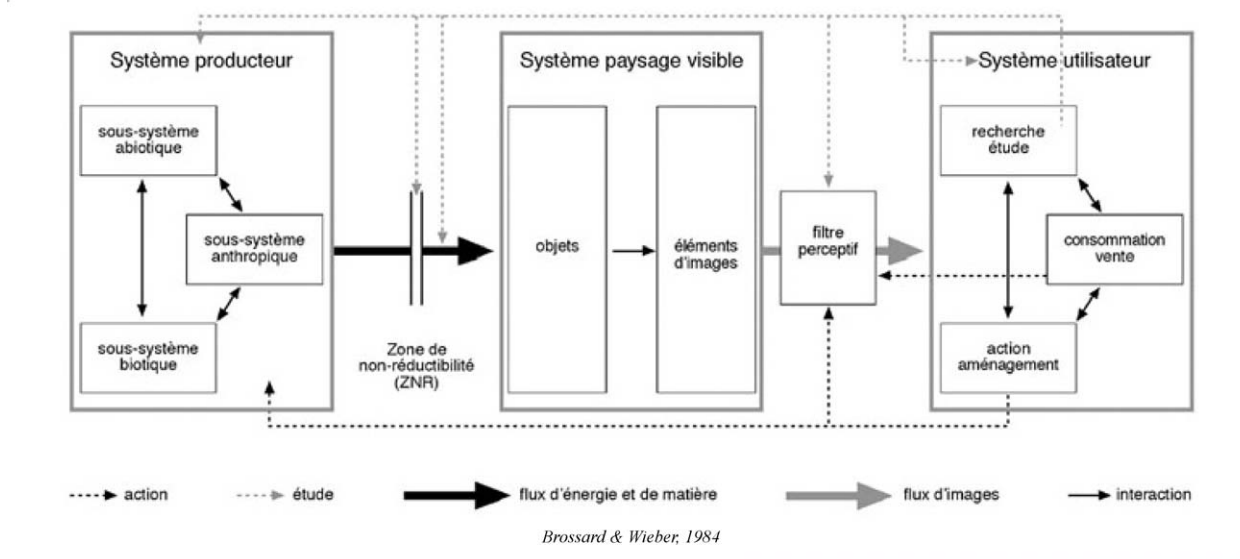 Système producteur
sous-système
abiotique
sous-système
anthropique
sous-système
biotique
Zone de
non-réductibilité
(ZNR)
Système paysage visible
objets
éléments
d'images
filtre
perceptif
Système utilisateur
recherche
étude
consommation
vente
action
aménagement
action
étude
flux d'énergie et de matière
flux d'images
interaction
Brossard & Wieber, 1984